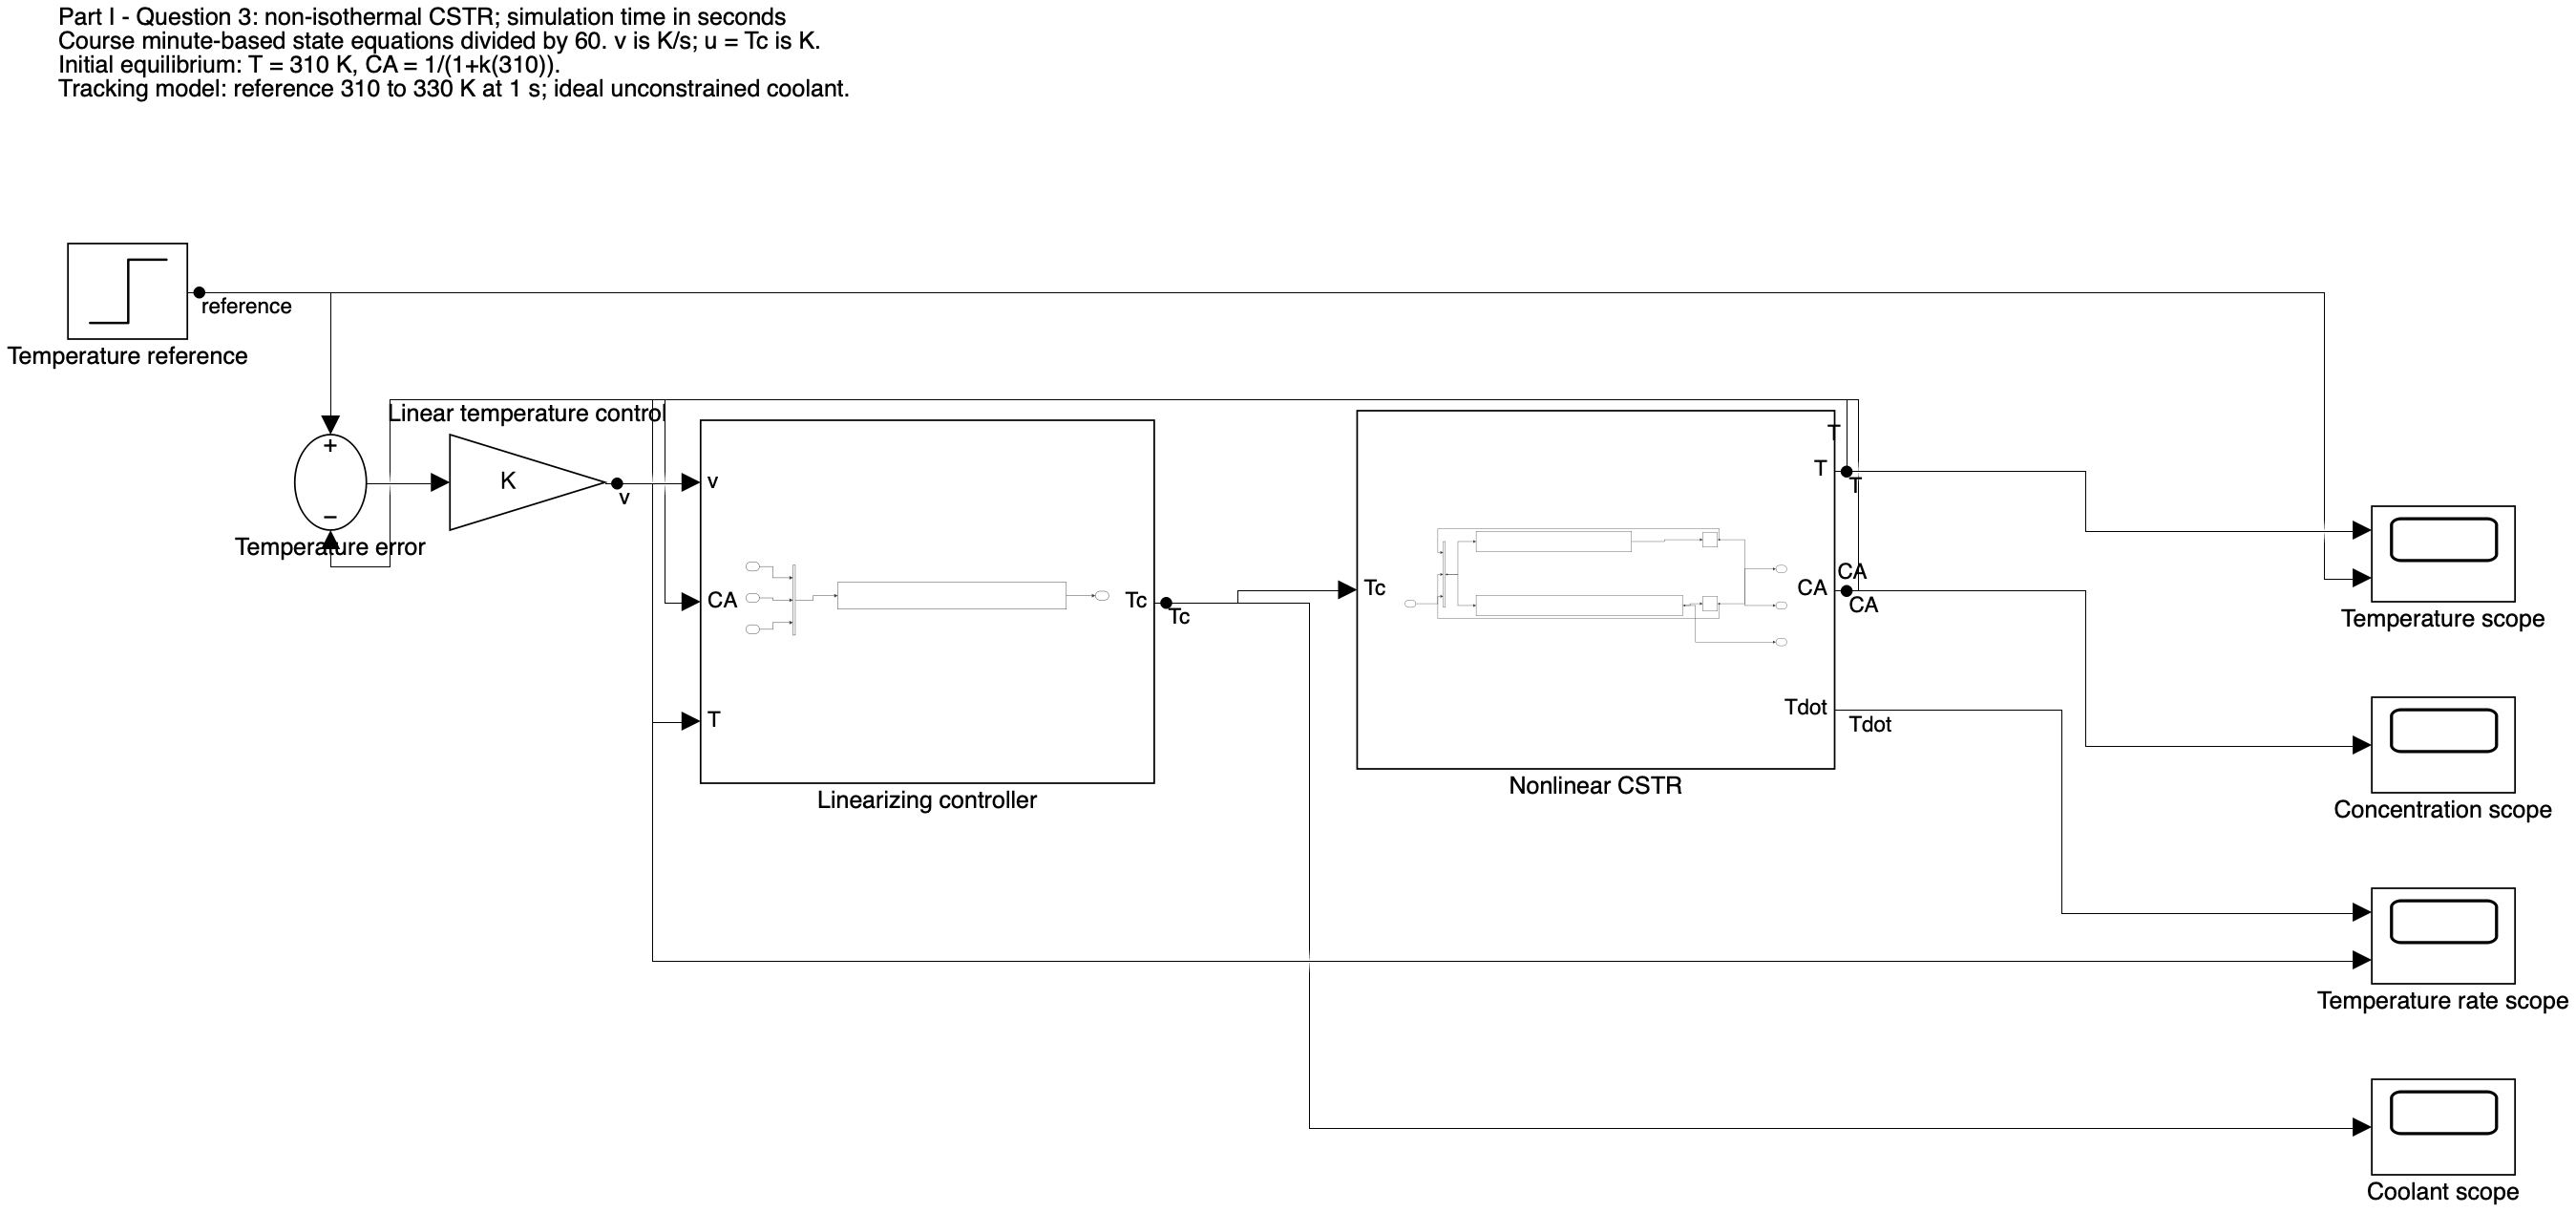 Part I - Question 3: non-isothermal CSTR; simulation time in seconds
Course minute-based state equations divided by 60. v is K/s; u = Tc is K.
Initial equilibrium: T = 310 K, CA = 1/(1+k(310)).
Tracking model: reference 310 to 330 K at 1 s; ideal unconstrained coolant.
reference
Temperature reference
Linear temperature control
+
−
Temperature error
K
v
v
CA
T
Tc
Tc
Linearizing controller
Tc
T
T
T
CA
CA
CA
Tdot
Tdot
Nonlinear CSTR
Temperature scope
Concentration scope
Temperature rate scope
Coolant scope